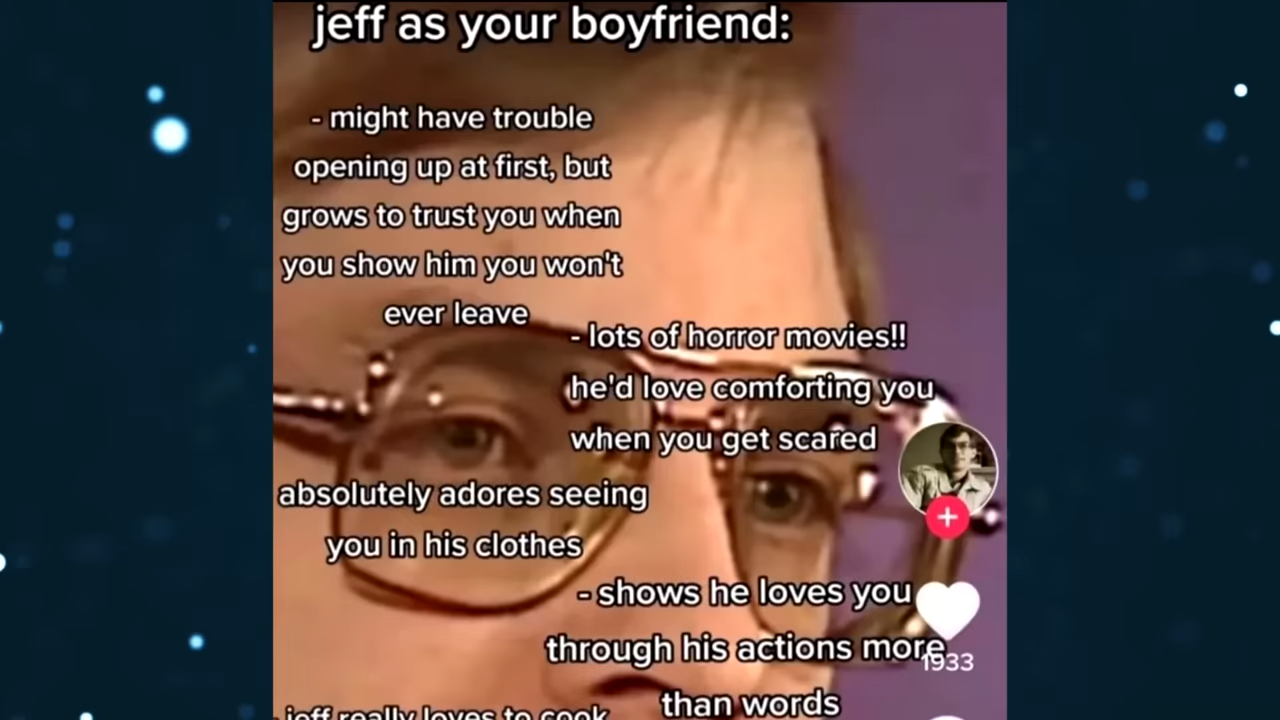 jeff as your boyfriend:
- might have trouble
opening up at first, but
grows to trust you when
you show him you won't
ever leave
- lots of horror movies!!
he'd love comforting you
when you get scared
absolutely adores seeing
you in his clothes
- shows he loves you
through his actions more
than words
1933
jeff really loves to cook